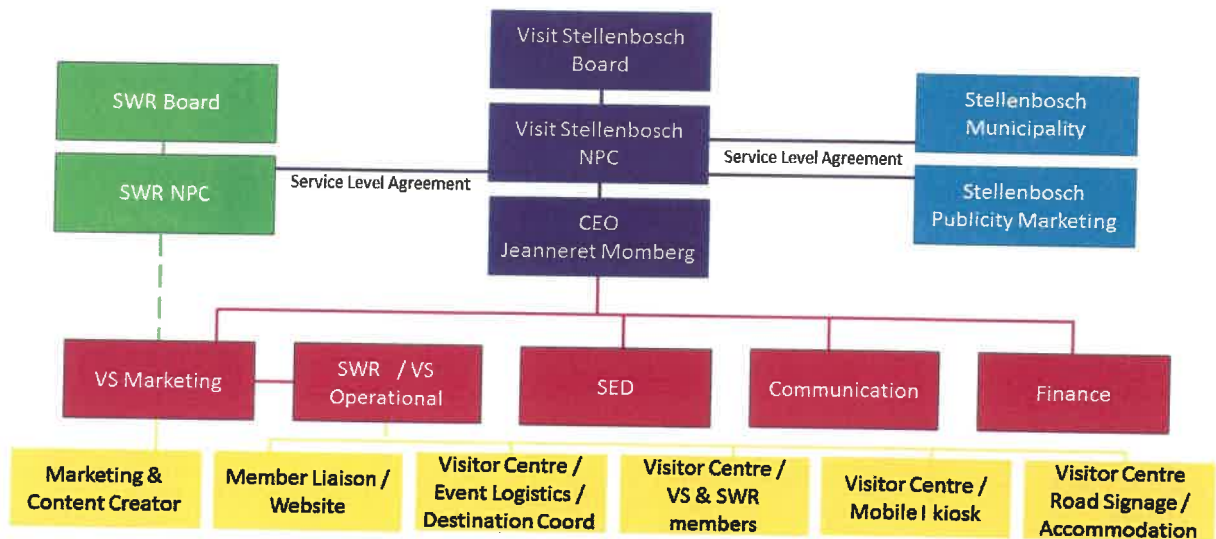 Visit Stellenbosch
Board
SWR Board
Stellenbosch
Municipality
Visit Stellenbosch
NPC
Service Level Agreement
Service Level Agreement
SWR NPC
Stellenbosch
Publicity Marketing
CEO
Jeanneret Momberg
VS Marketing
SWR / VS
Operational
SED
Communication
Finance
Marketing &
Content Creator
Member Liaison /
Website
Visitor Centre /
Event Logistics /
Destination Coord
Visitor Centre /
VS & SWR
members
Visitor Centre /
Mobile I kiosk
Visitor Centre
Road Signage /
Accommodation